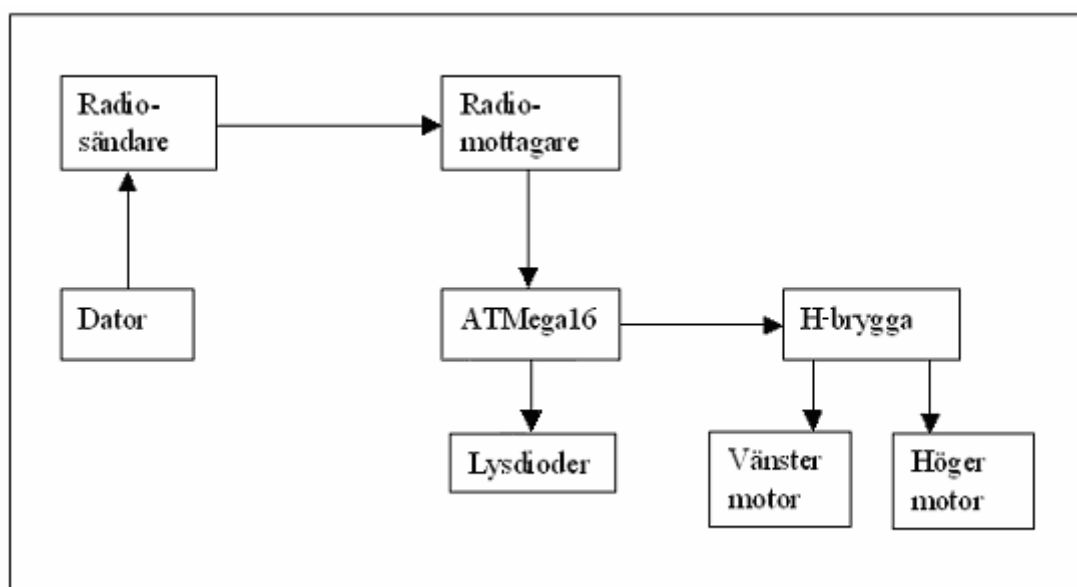 Radio-
sändare
Radio-
mottagare
Dator
ATMega16
H-brygga
Lysdioder
Vänster
motor
Höger
motor